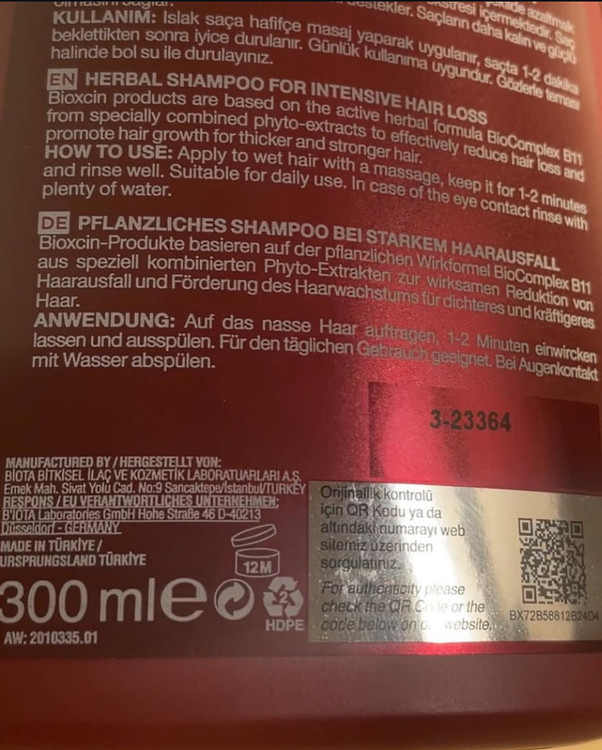 KULLANIM: Islak saça hafifçe masaj yaparak uygulanır, saçta 1-2 dakika
beklettikten sonra iyice durulanır. Günlük kullanıma uygundur. Gözlerle teması
halinde bol su ile durulayınız.
destekler. Saçların daha kalın ve güçlü
içermektedir. Saç
azaltmak
EN HERBAL SHAMPOO FOR INTENSIVE HAIR LOSS
Bioxcin products are based on the active herbal formula BioComplex B11
from specially combined phyto-extracts to effectively reduce hair loss and
promote hair growth for thicker and stronger hair.
HOW TO USE: Apply to wet hair with a massage, keep it for 1-2 minutes
and rinse well. Suitable for daily use. In case of the eye contact rinse with
plenty of water.
DE PFLANZLICHES SHAMPOO BEI STARKEM HAARAUSFALL
Bioxcin-Produkte basieren auf der pflanzlichen Wirkformel BioComplex B11
aus speziell kombinierten Phyto-Extrakten zur wirksamen Reduktion von
Haarausfall und Förderung des Haarwachstums für dichteres und kräftigeres
Haar.
ANWENDUNG: Auf das nasse Haar auftragen, 1-2 Minuten einwirken
lassen und ausspülen. Für den täglichen Gebrauch geeignet. Bei Augenkontakt
mit Wasser abspülen.
3-23364
MANUFACTURED BY / HERGESTELLT VON:
BİOTA BİTKİSEL İLAÇ VE KOZMETİK LABORATUARLARI A.Ş.
Emek Mah. Sivat Yolu Cad. No:9 Sancaktepe/İstanbul/TURKEY
RESPONS / EU VERANTWORTLICHES UNTERNEHMEN:
B'IOTA Laboratories GmbH Hohe Straße 46 D-40213
Düsseldorf - GERMANY
MADE IN TÜRKİYE /
URSPRUNGSLAND TÜRKİYE
12M
300 ml e
2
HDPE
AW: 2010335.01
Orijinallik kontrolü
için QR Kodu ya da
altındaki numarayı web
sitemiz üzerinden
sorgulatınız.
For authenticity please
check the QR Code or the
code below on our website.
BX72B58812B24D4